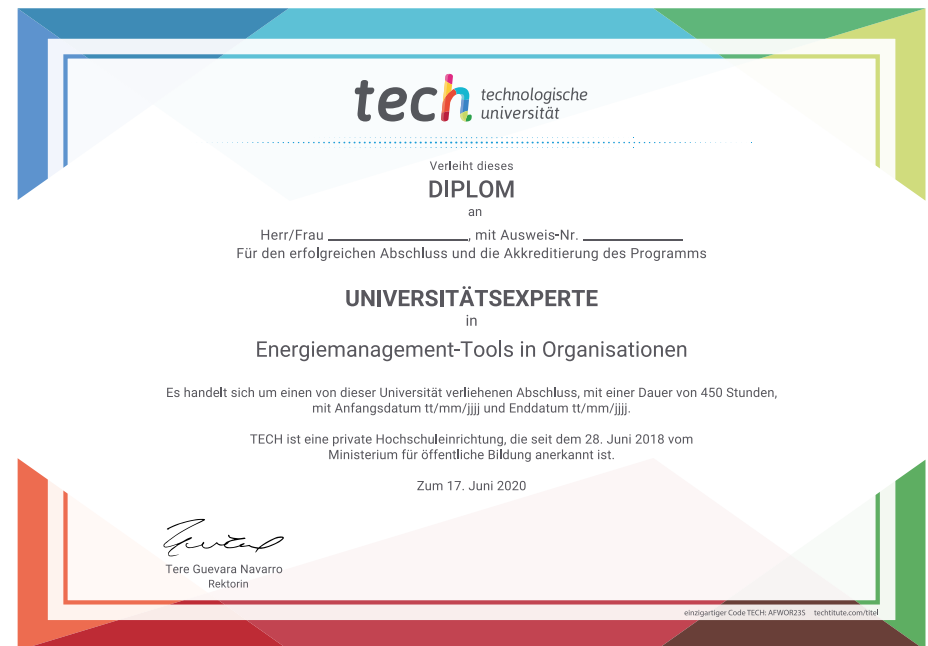 tech technologische
universität
Verleiht dieses
DIPLOM
an
Herr/Frau ____________, mit Ausweis-Nr. ____________
Für den erfolgreichen Abschluss und die Akkreditierung des Programms
UNIVERSITÄTSEXPERTE
in
Energiemanagement-Tools in Organisationen
Es handelt sich um einen von dieser Universität verliehenen Abschluss, mit einer Dauer von 450 Stunden,
mit Anfangsdatum tt/mm/jjjj und Enddatum tt/mm/jjjj.
TECH ist eine private Hochschuleinrichtung, die seit dem 28. Juni 2018 vom
Ministerium für öffentliche Bildung anerkannt ist.
Zum 17. Juni 2020
Tere Guevara Navarro
Rektorin
einzigartiger Code TECH: AFWOR23S techtitute.com/titel